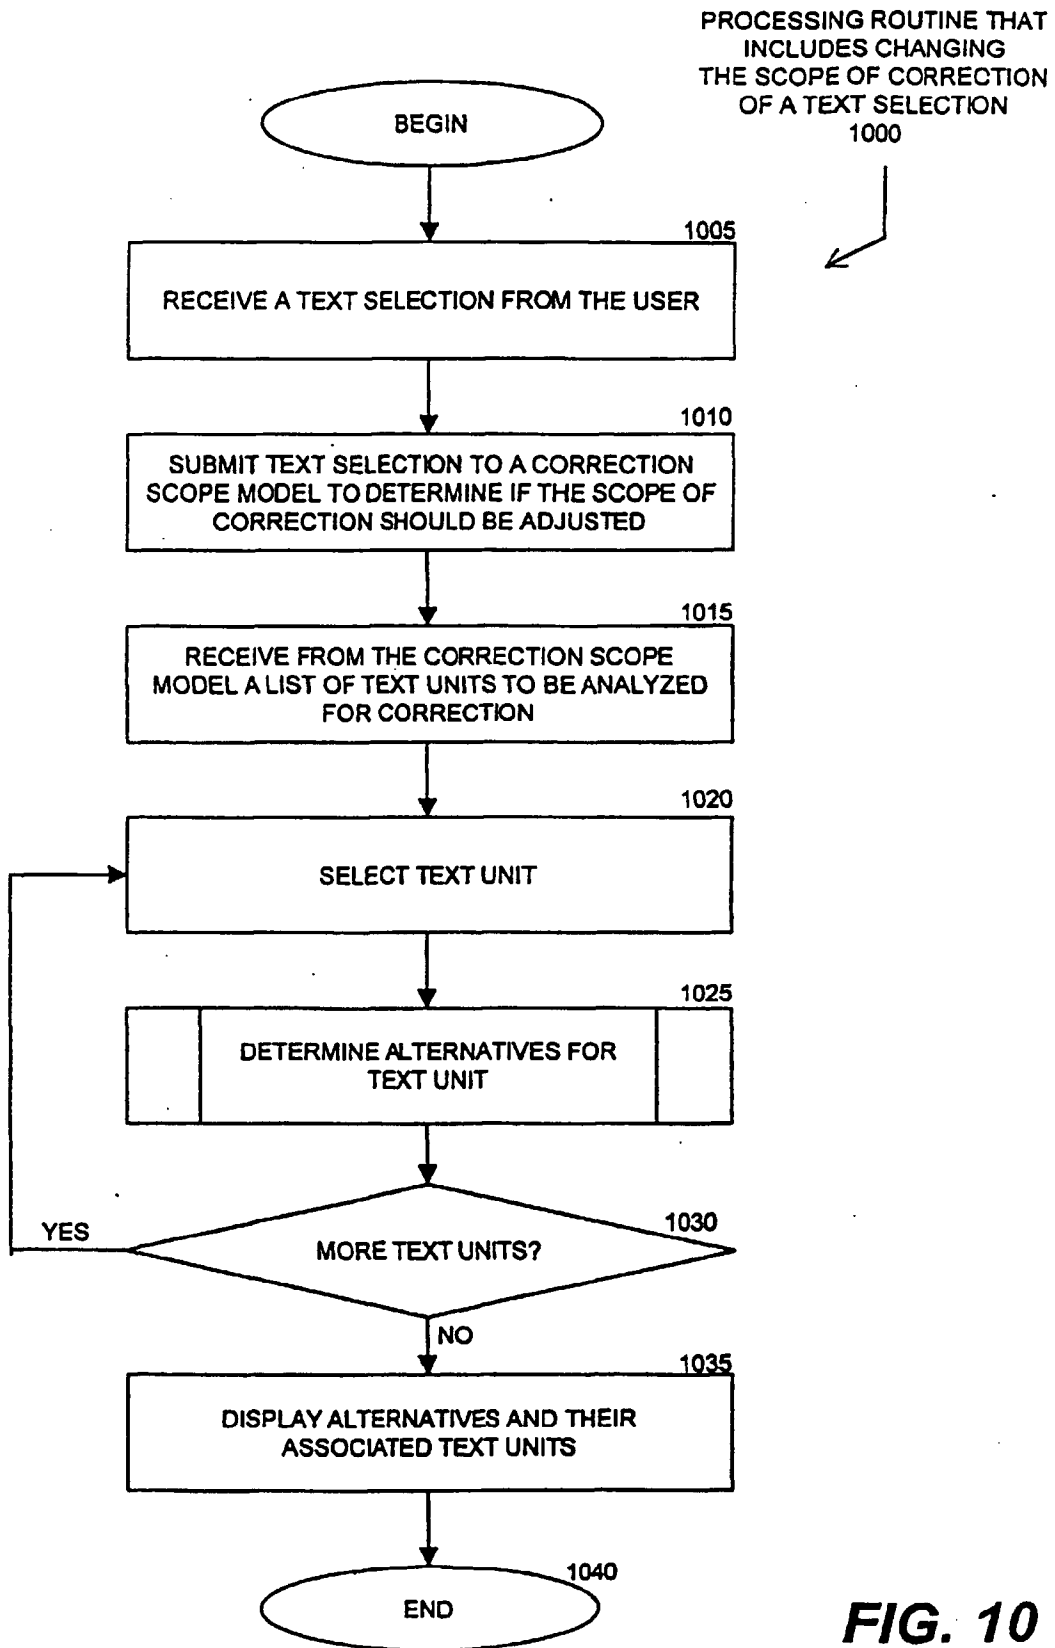 PROCESSING ROUTINE THAT
INCLUDES CHANGING
THE SCOPE OF CORRECTION
OF A TEXT SELECTION
1000
BEGIN
1005
RECEIVE A TEXT SELECTION FROM THE USER
1010
SUBMIT TEXT SELECTION TO A CORRECTION
SCOPE MODEL TO DETERMINE IF THE SCOPE OF
CORRECTION SHOULD BE ADJUSTED
1015
RECEIVE FROM THE CORRECTION SCOPE
MODEL A LIST OF TEXT UNITS TO BE ANALYZED
FOR CORRECTION
1020
SELECT TEXT UNIT
1025
DETERMINE ALTERNATIVES FOR
TEXT UNIT
1030
YES
MORE TEXT UNITS?
NO
1035
DISPLAY ALTERNATIVES AND THEIR
ASSOCIATED TEXT UNITS
1040
END
FIG. 10